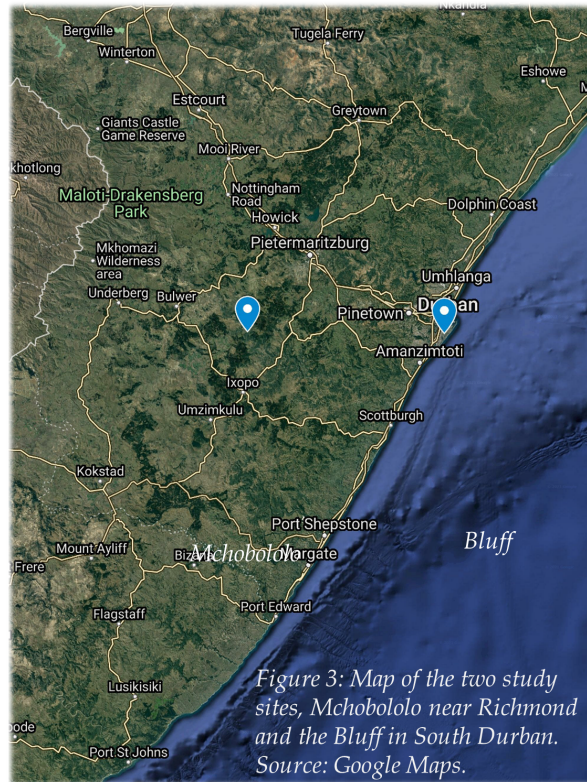 Nkandla
Bergville
Tugela Ferry
Winterton
Eshowe
Estcourt
Giants Castle
Game Reserve
Greytown
Mooi River
khotlong
Maloti-Drakensberg
Park
Nottingham
Road
Howick
Dolphin Coast
Pietermaritzburg
Mkhomazi
Wilderness
area
Umhlanga
Underberg
Bulwer
Pinetown
Durban
Amanzimtoti
Ixopo
Umzimkulu
Scottburgh
Kokstad
Port Shepstone
Bluff
Mount Ayliff
Mchobololo
Margate
t Frere
Flagstaff
Port Edward
Lusikisiki
Figure 3: Map of the two study
sites, Mchobololo near Richmond
and the Bluff in South Durban.
Source: Google Maps.
ode
Port St Johns